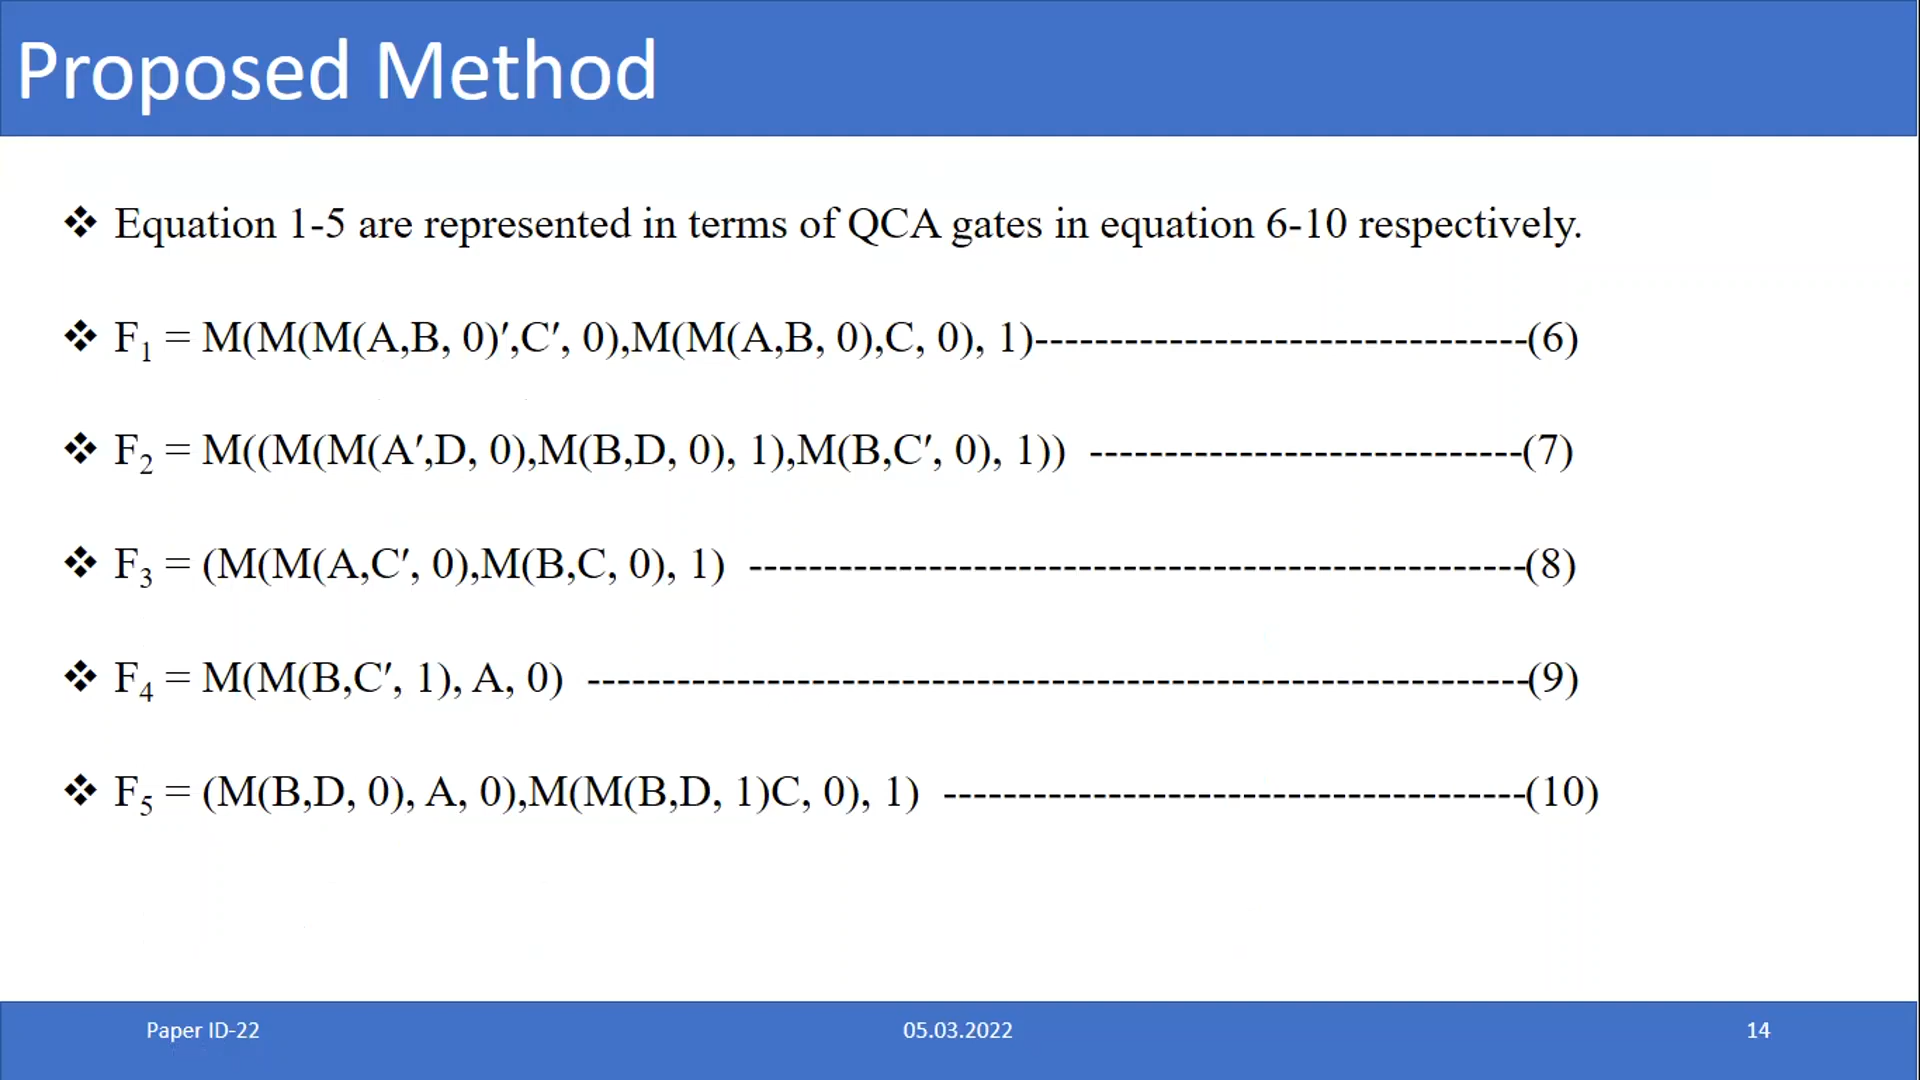 Proposed Method
❖ Equation 1-5 are represented in terms of QCA gates in equation 6-10 respectively.
❖ F₁ = M(M(M(A,B, 0)′,C′, 0),M(M(A,B, 0),C, 0), 1)---------------------------------(6)
❖ F₂ = M((M(M(A′,D, 0),M(B,D, 0), 1),M(B,C′, 0), 1)) -----------------------------(7)
❖ F₃ = (M(M(A,C′, 0),M(B,C, 0), 1) ----------------------------------------------------(8)
❖ F₄ = M(M(B,C′, 1), A, 0) ---------------------------------------------------------------(9)
❖ F₅ = (M(B,D, 0), A, 0),M(M(B,D, 1)C, 0), 1) ---------------------------------------(10)
Paper ID-22
05.03.2022
14